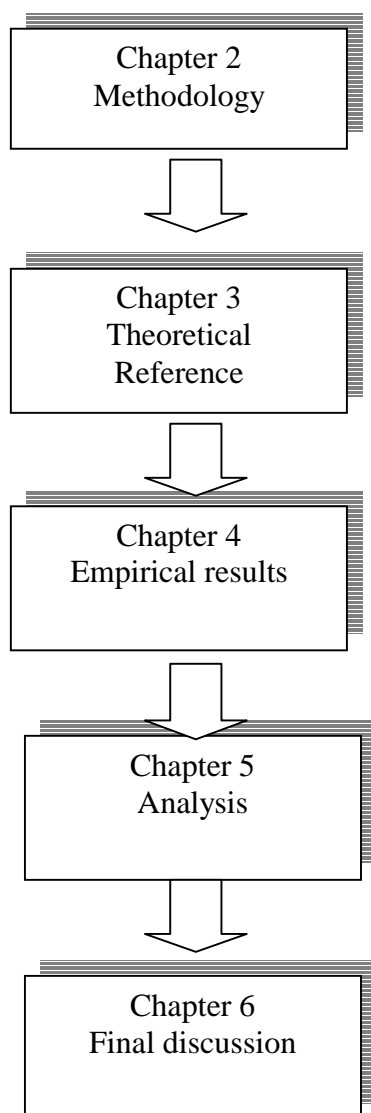 Chapter 2
Methodology
Chapter 3
Theoretical
Reference
Chapter 4
Empirical results
Chapter 5
Analysis
Chapter 6
Final discussion